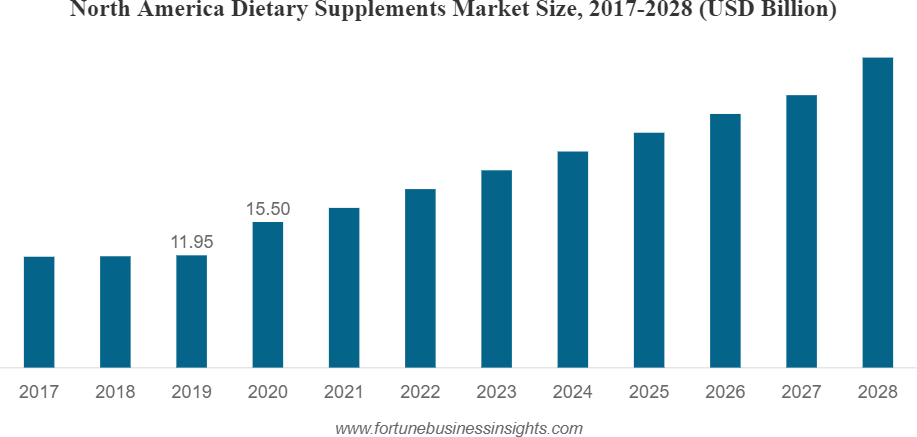 North America Dietary Supplements Market Size, 2017-2028 (USD Billion)
15.50
11.95
2017 2018 2019 2020 2021 2022 2023 2024 2025 2026 2027 2028
www.fortunebusinessinsights.com